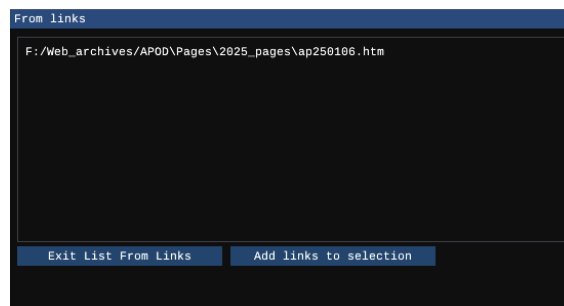 From links
F:/Web_archives/APOD\Pages\2025_pages\ap250106.htm
Exit List From Links
Add links to selection